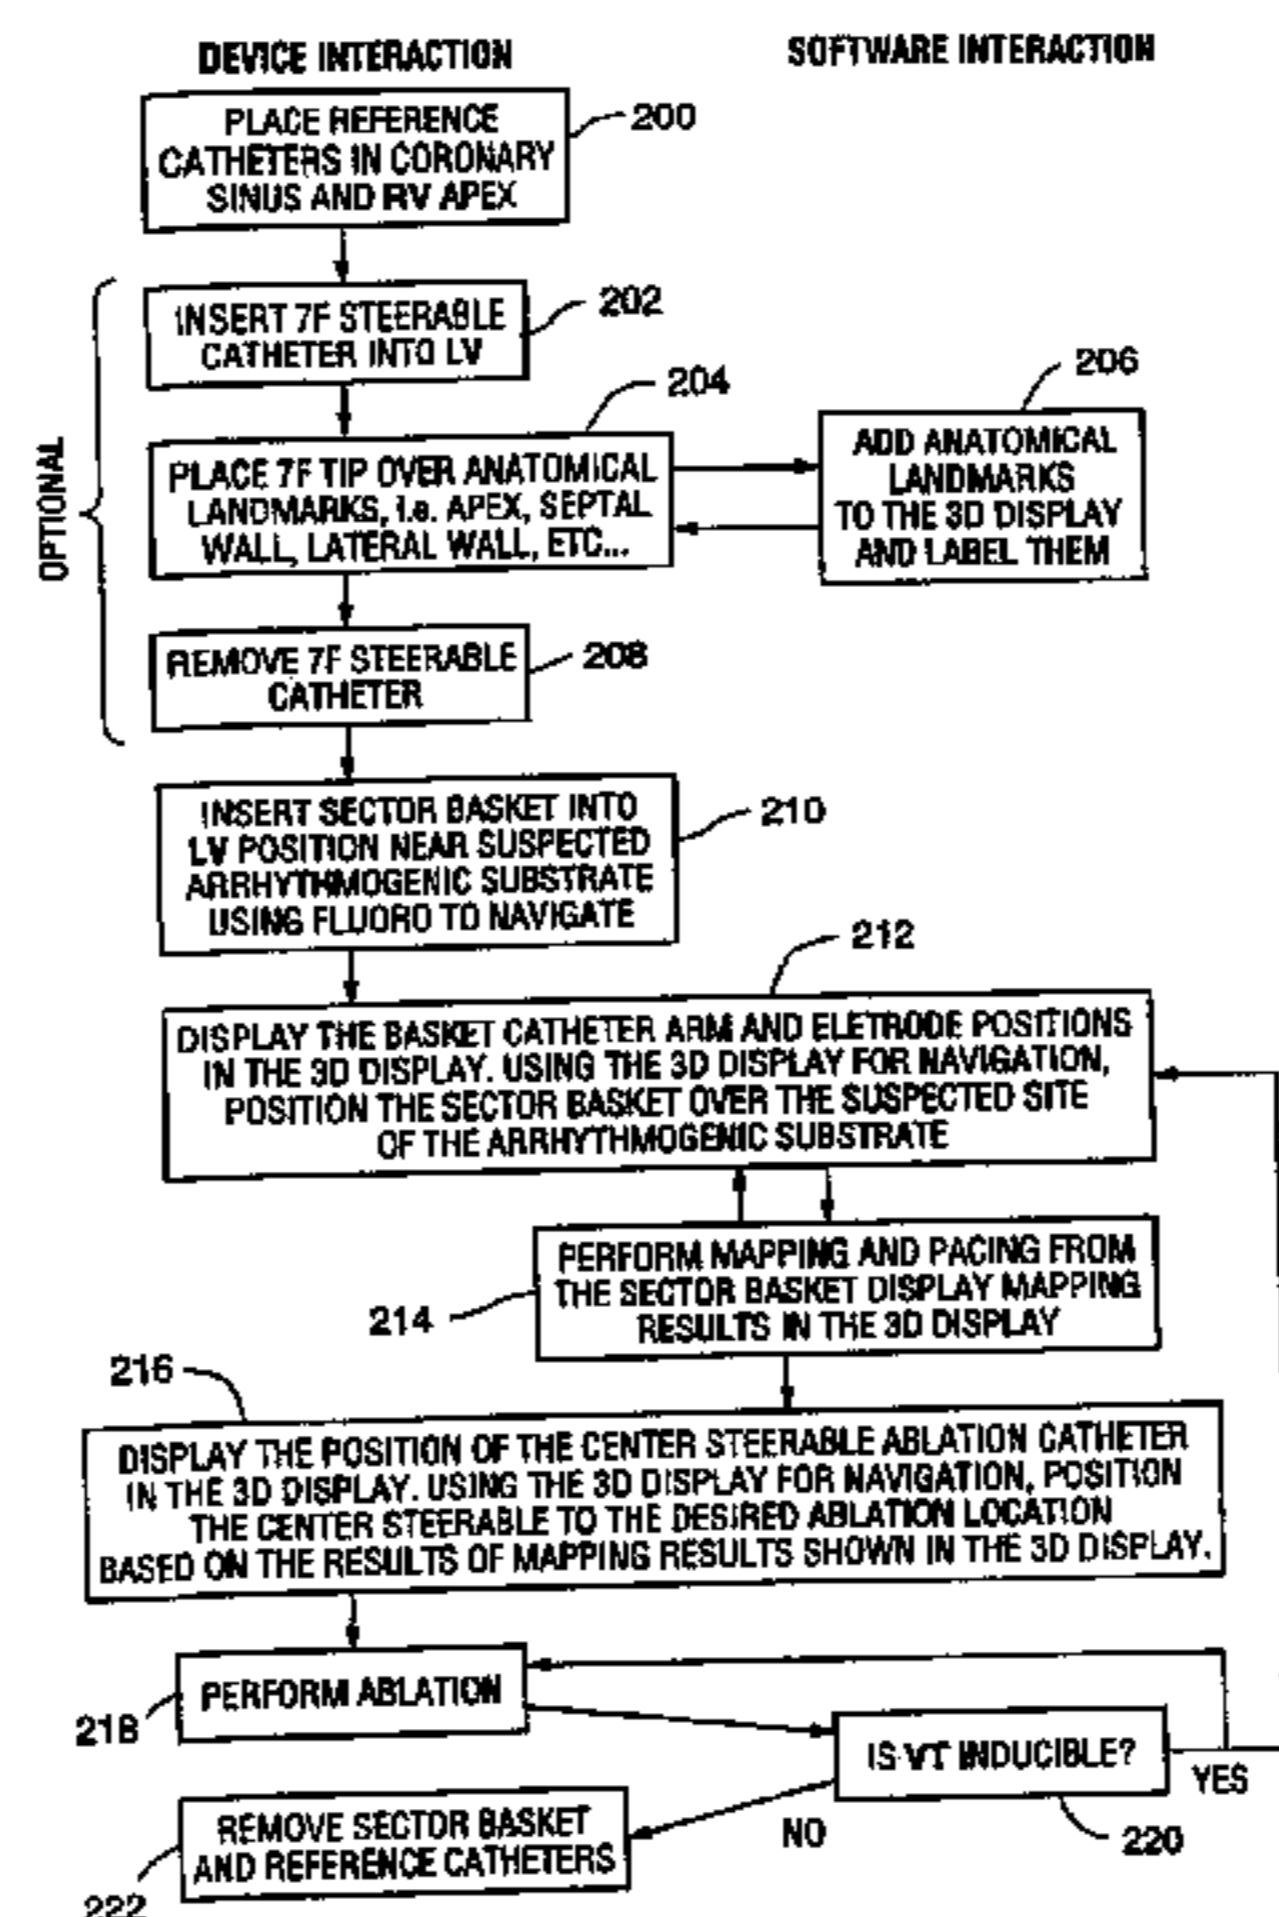 DEVICE INTERACTION
SOFTWARE INTERACTION
PLACE REFERENCE
CATHETERS IN CORONARY
SINUS AND RV APEX
200
INSERT 7F STEERABLE
CATHETER INTO LV
202
OPTIONAL
PLACE 7F TIP OVER ANATOMICAL
LANDMARKS, i.e. APEX, SEPTAL
WALL, LATERAL WALL, ETC...
204
ADD ANATOMICAL
LANDMARKS
TO THE 3D DISPLAY
AND LABEL THEM
206
REMOVE 7F STEERABLE
CATHETER
208
INSERT SECTOR BASKET INTO
LV POSITION NEAR SUSPECTED
ARRHYTHMOGENIC SUBSTRATE
USING FLUORO TO NAVIGATE
210
212
DISPLAY THE BASKET CATHETER ARM AND ELETRODE POSITIONS
IN THE 3D DISPLAY. USING THE 3D DISPLAY FOR NAVIGATION,
POSITION THE SECTOR BASKET OVER THE SUSPECTED SITE
OF THE ARRHYTHMOGENIC SUBSTRATE
PERFORM MAPPING AND PACING FROM
THE SECTOR BASKET DISPLAY MAPPING
RESULTS IN THE 3D DISPLAY
214
216
DISPLAY THE POSITION OF THE CENTER STEERABLE ABLATION CATHETER
IN THE 3D DISPLAY. USING THE 3D DISPLAY FOR NAVIGATION, POSITION
THE CENTER STEERABLE TO THE DESIRED ABLATION LOCATION
BASED ON THE RESULTS OF MAPPING RESULTS SHOWN IN THE 3D DISPLAY.
PERFORM ABLATION
218
IS VT INDUCIBLE?
YES
NO
220
REMOVE SECTOR BASKET
AND REFERENCE CATHETERS
222